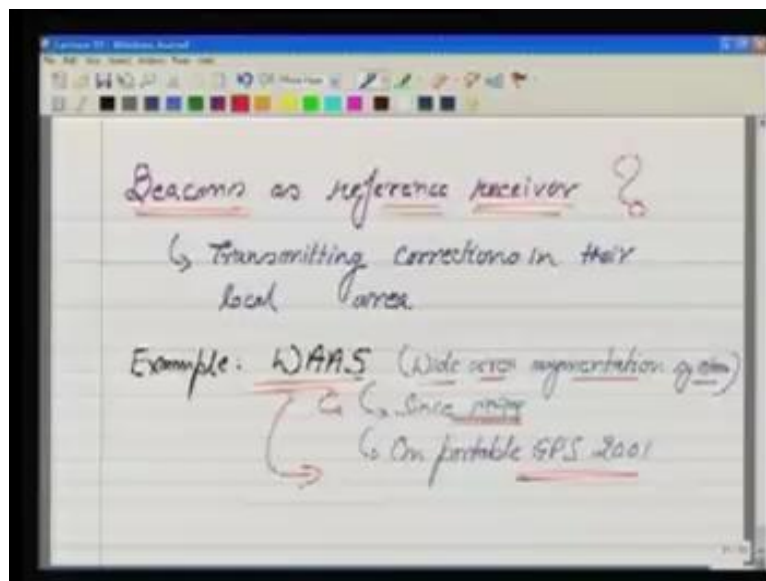 Beacons as reference receiver ?
↳ Transmitting corrections in their
local area
Example: WAAS (Wide area augmentation system)
↳ Since
↳ On portable GPS 2001